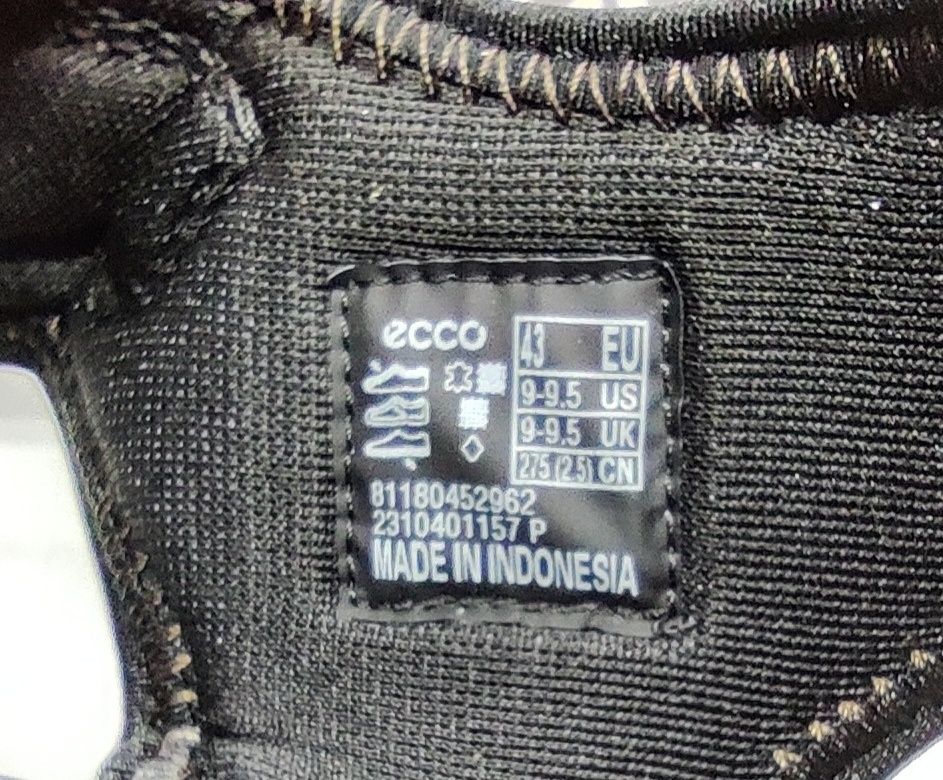 ecco
43 EU
9-9.5 US
9-9.5 UK
275 (2.5) CN
81180452962
2310401157 P
MADE IN INDONESIA